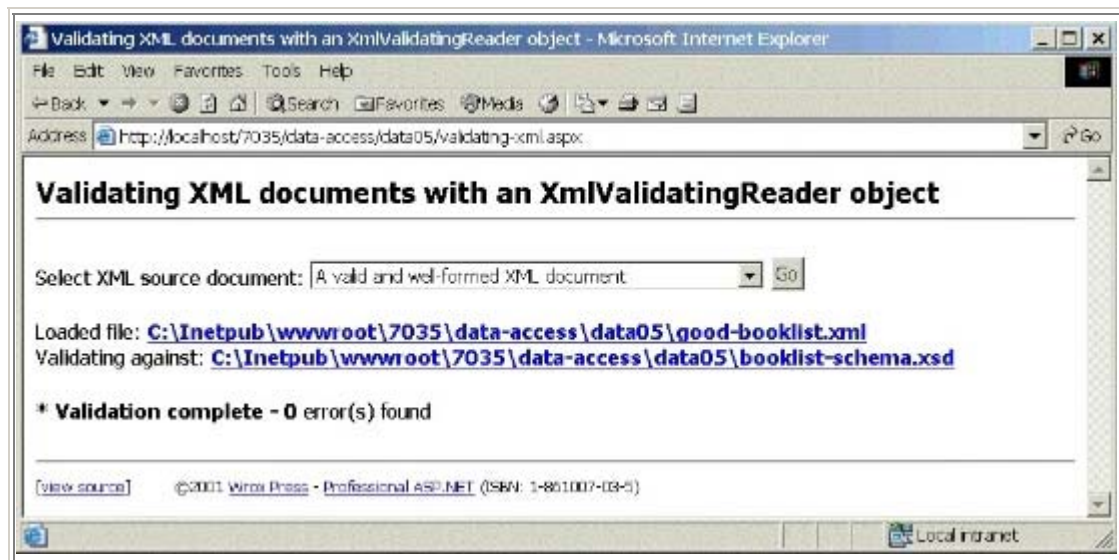 Validating XML documents with an XmlValidatingReader object - Microsoft Internet Explorer
File Edit View Favorites Tools Help
Back Search Favorites Media
Address http://localhost/7035/data-access/data05/validating-xml.aspx Go
Validating XML documents with an XmlValidatingReader object
Select XML source document: A valid and well-formed XML document Go
Loaded file: C:\Inetpub\wwwroot\7035\data-access\data05\good-booklist.xml
Validating against: C:\Inetpub\wwwroot\7035\data-access\data05\booklist-schema.xsd
* Validation complete - 0 error(s) found
[view source] ©2001 Wrox Press - Professional ASP.NET (ISBN: 1-861007-03-5)
Local intranet